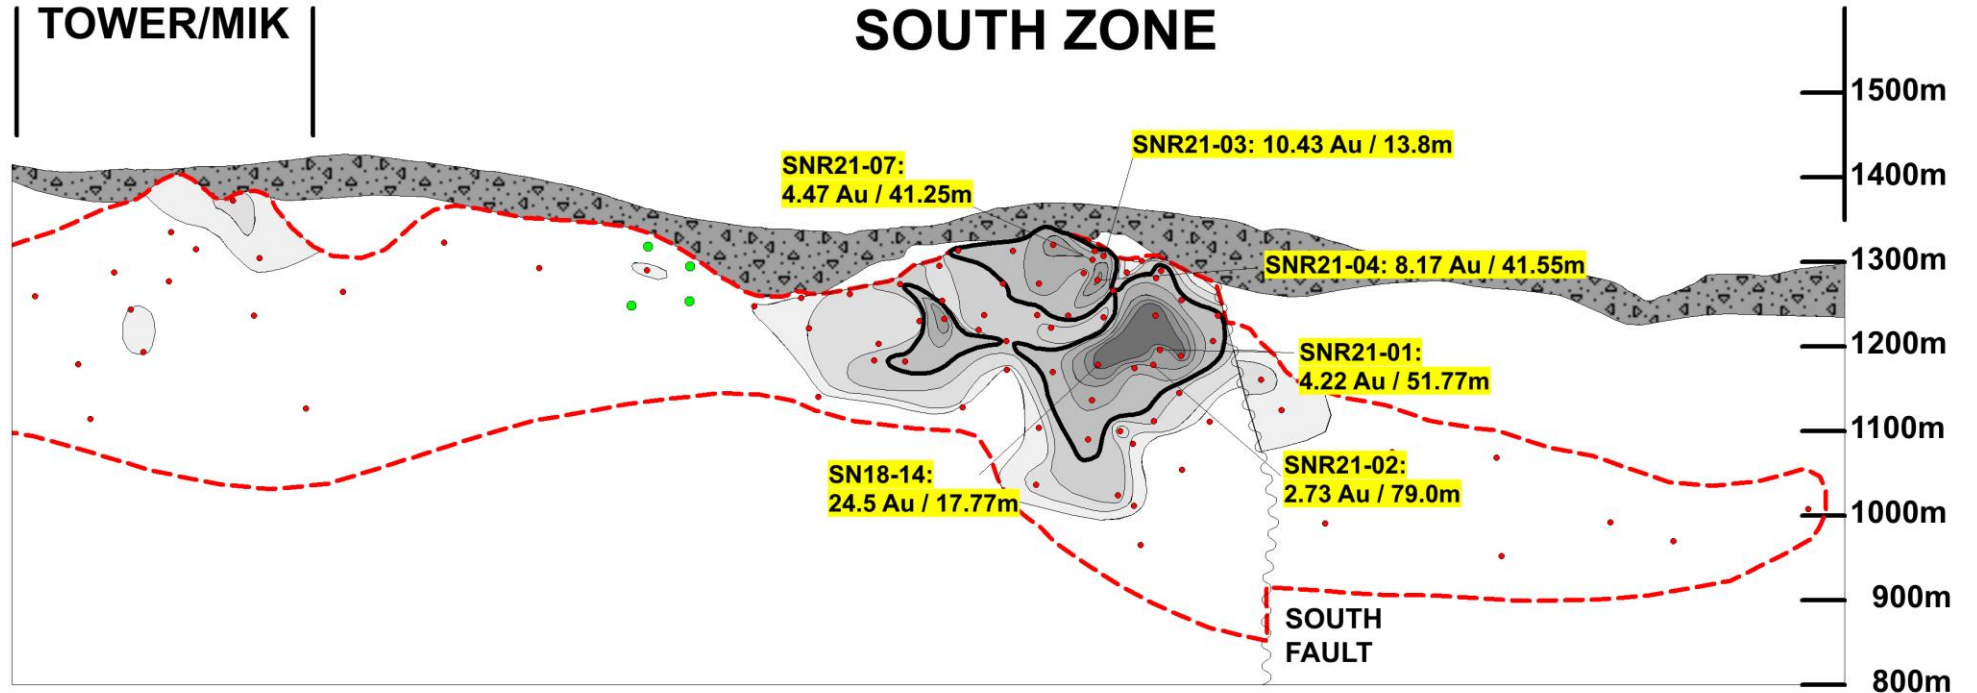 TOWER/MIK
SOUTH ZONE
1500m
SNR21-03: 10.43 Au / 13.8m
SNR21-07:
4.47 Au / 41.25m
1400m
1300m
SNR21-04: 8.17 Au / 41.55m
1200m
SNR21-01:
4.22 Au / 51.77m
1100m
SN18-14:
24.5 Au / 17.77m
SNR21-02:
2.73 Au / 79.0m
1000m
900m
SOUTH
FAULT
800m